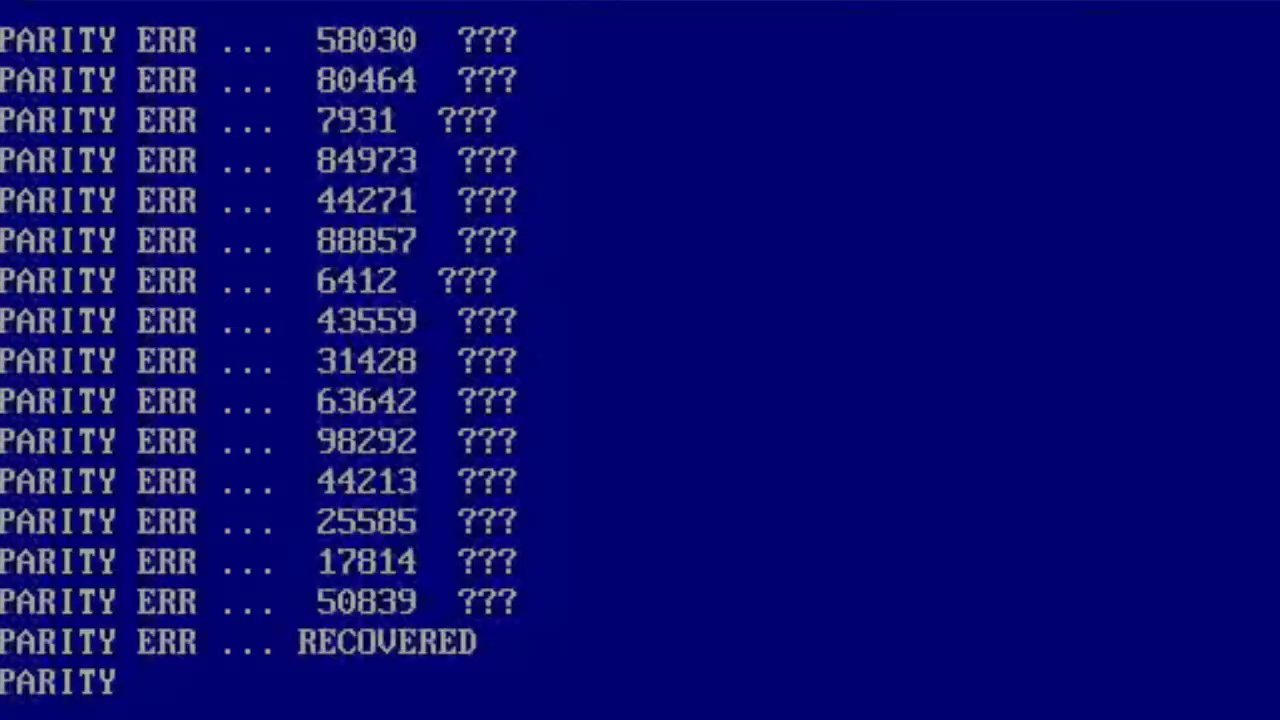 PARITY ERR ... 58030 ???
PARITY ERR ... 80464 ???
PARITY ERR ... 7931 ???
PARITY ERR ... 84973 ???
PARITY ERR ... 44271 ???
PARITY ERR ... 88857 ???
PARITY ERR ... 6412 ???
PARITY ERR ... 43559 ???
PARITY ERR ... 31428 ???
PARITY ERR ... 63642 ???
PARITY ERR ... 98292 ???
PARITY ERR ... 44213 ???
PARITY ERR ... 25585 ???
PARITY ERR ... 17814 ???
PARITY ERR ... 50839 ???
PARITY ERR ... RECOVERED
PARITY